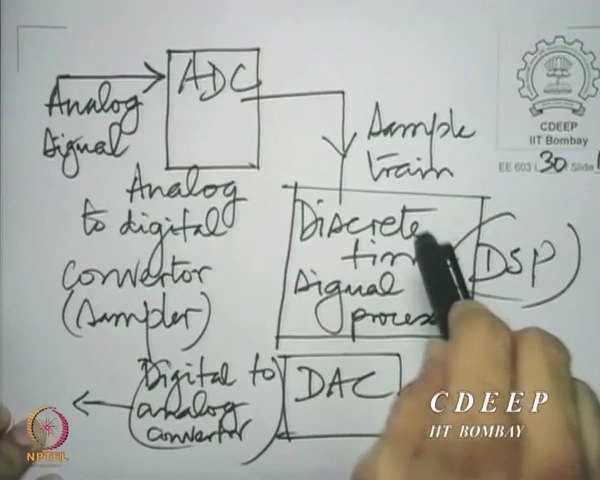 ADC
Analog
signal
Sample
train
Analog
to digital
convertor
(Sampler)
Discrete
time
signal
process
(DSP)
DAC
(Digital to
analog
convertor)
CDEEP
IIT Bombay
EE 603 L 30 Slide
CDEEP
IIT BOMBAY
NPTEL